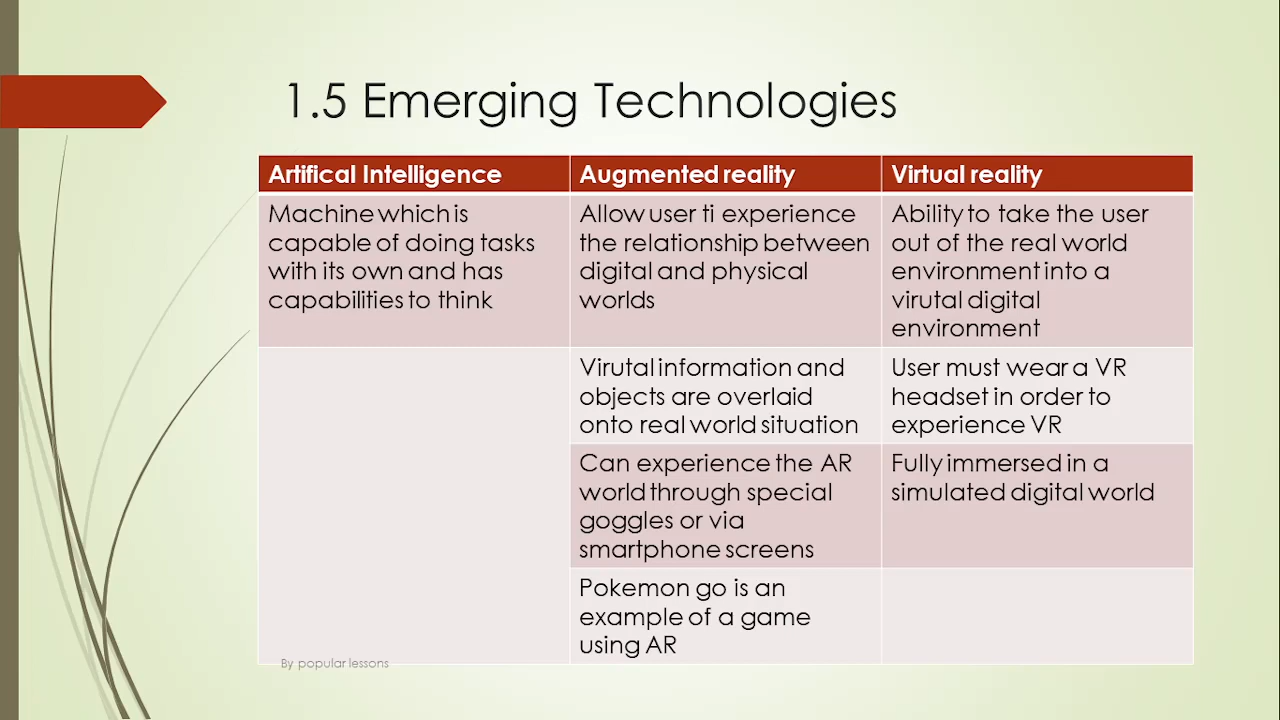 1.5 Emerging Technologies
Artifical Intelligence
Augmented reality
Virtual reality
Machine which is
capable of doing tasks
with its own and has
capabilities to think
Allow user ti experience
the relationship between
digital and physical
worlds
Ability to take the user
out of the real world
environment into a
virutal digital
environment
Virutal information and
objects are overlaid
onto real world situation
User must wear a VR
headset in order to
experience VR
Can experience the AR
world through special
goggles or via
smartphone screens
Fully immersed in a
simulated digital world
Pokemon go is an
example of a game
using AR
By popular lessons